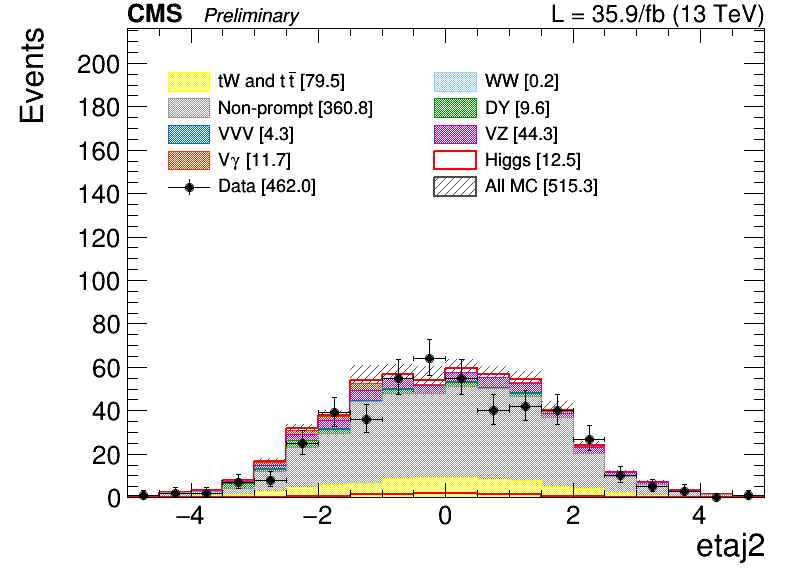 CMS Preliminary L = 35.9/fb (13 TeV)
Events
200
180
160
140
120
100
80
60
40
20
0
tW and tt̄ [79.5]
Non-prompt [360.8]
VVV [4.3]
Vγ [11.7]
Data [462.0]
WW [0.2]
DY [9.6]
VZ [44.3]
Higgs [12.5]
All MC [515.3]
−4 −2 0 2 4
etaj2